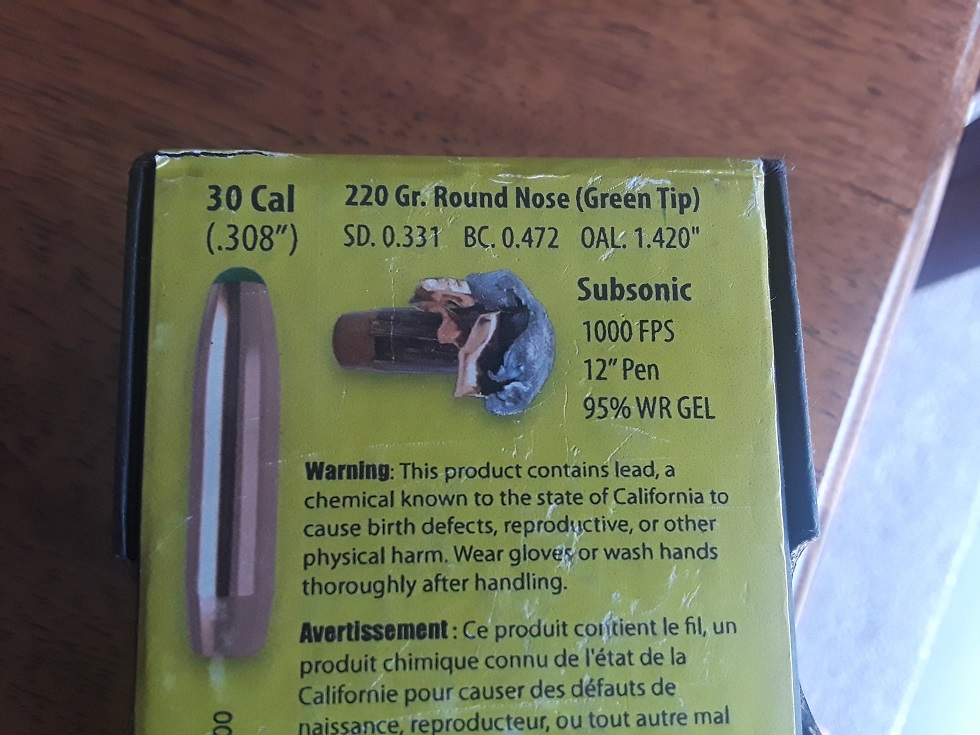 30 Cal
(.308")
220 Gr. Round Nose (Green Tip)
SD. 0.331 BC. 0.472 OAL. 1.420"
Subsonic
1000 FPS
12" Pen
95% WR GEL
Warning: This product contains lead, a
chemical known to the state of California to
cause birth defects, reproductive, or other
physical harm. Wear gloves or wash hands
thoroughly after handling.
Avertissement : Ce produit contient le fil, un
produit chimique connu de l'état de la
Californie pour causer des défauts de
naissance, reproducteur, ou tout autre mal
00